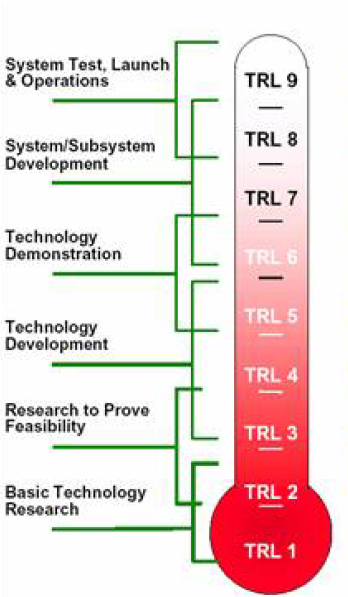 System Test, Launch
& Operations
System/Subsystem
Development
Technology
Demonstration
Technology
Development
Research to Prove
Feasibility
Basic Technology
Research
TRL 9
TRL 8
TRL 7
TRL 6
TRL 5
TRL 4
TRL 3
TRL 2
TRL 1